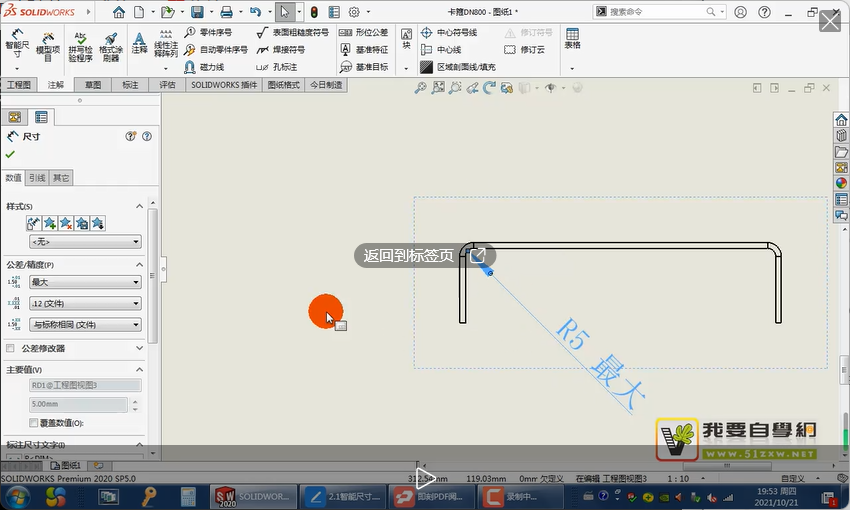 SOLIDWORKS
卡箍DN800 - 图纸1 *
搜索命令
智能尺寸
模型项目
拼写检验程序
格式涂刷器
注释
线性注释阵列
零件序号
自动零件序号
磁力线
表面粗糙度符号
焊接符号
孔标注
形位公差
基准特征
基准目标
块
中心符号线
中心线
区域剖面线/填充
修订符号
修订云
表格
工程图
注解
草图
标注
评估
SOLIDWORKS 插件
图纸格式
今日制造
尺寸
数值
引线
其它
样式(S)
<无>
公差/精度(P)
最大
.12 (文件)
与标称相同 (文件)
公差修改器
主要值(V)
RD1@工程图视图3
5.00mm
覆盖数值(O):
标注尺寸文字(I)
返回到标签页
R5 最大
我要自學網
www.51zxw.net
图纸1
SOLIDWORKS Premium 2020 SP5.0
312.54mm
119.03mm
0mm 欠定义
在编辑 工程图视图3
1 : 10
自定义
SW
2020
SOLIDWOR...
2.1智能尺寸...
即刻PDF阅...
录制中...
19:53 周四
2021/10/21